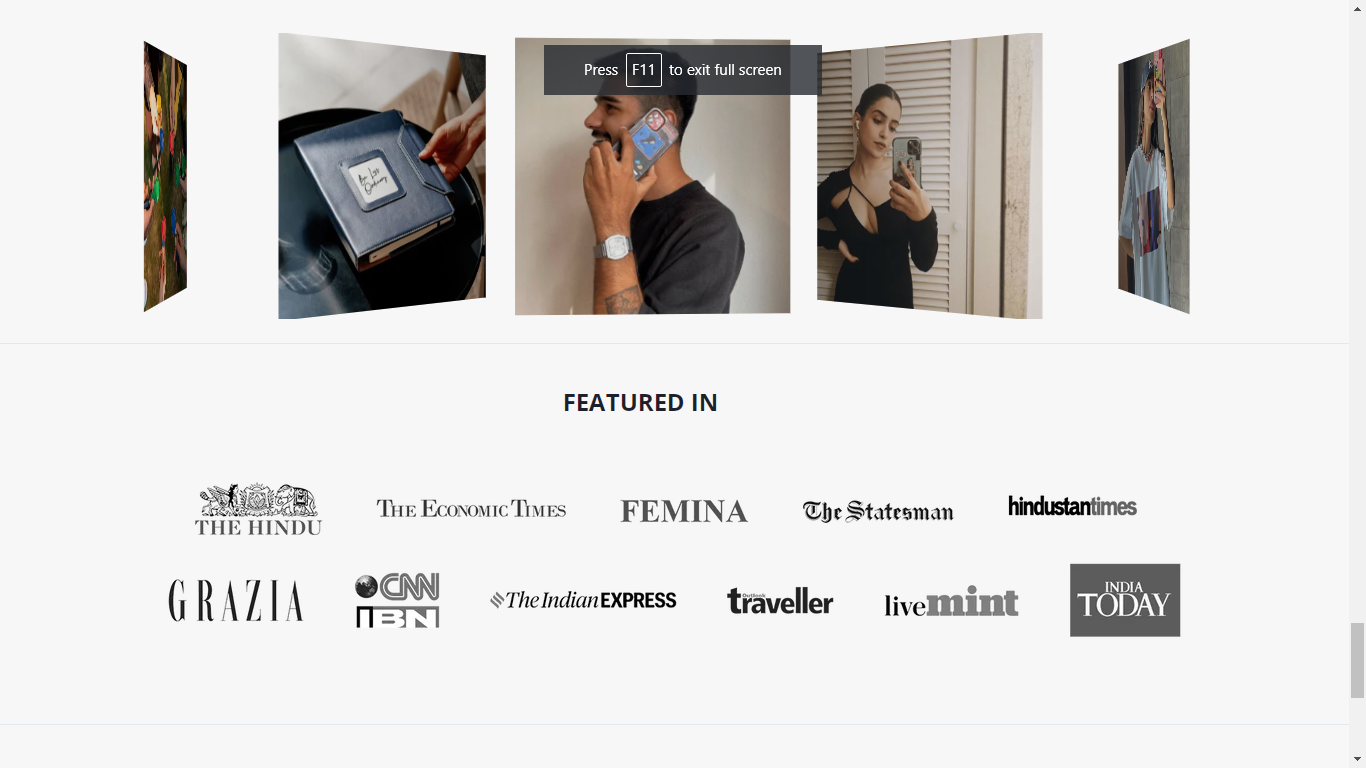 Press F11 to exit full screen
FEATURED IN
THE HINDU
THE ECONOMIC TIMES
FEMINA
The Statesman
hindustantimes
GRAZIA
CNN
IBN
The Indian EXPRESS
Outlook
traveller
livemint
INDIA
TODAY